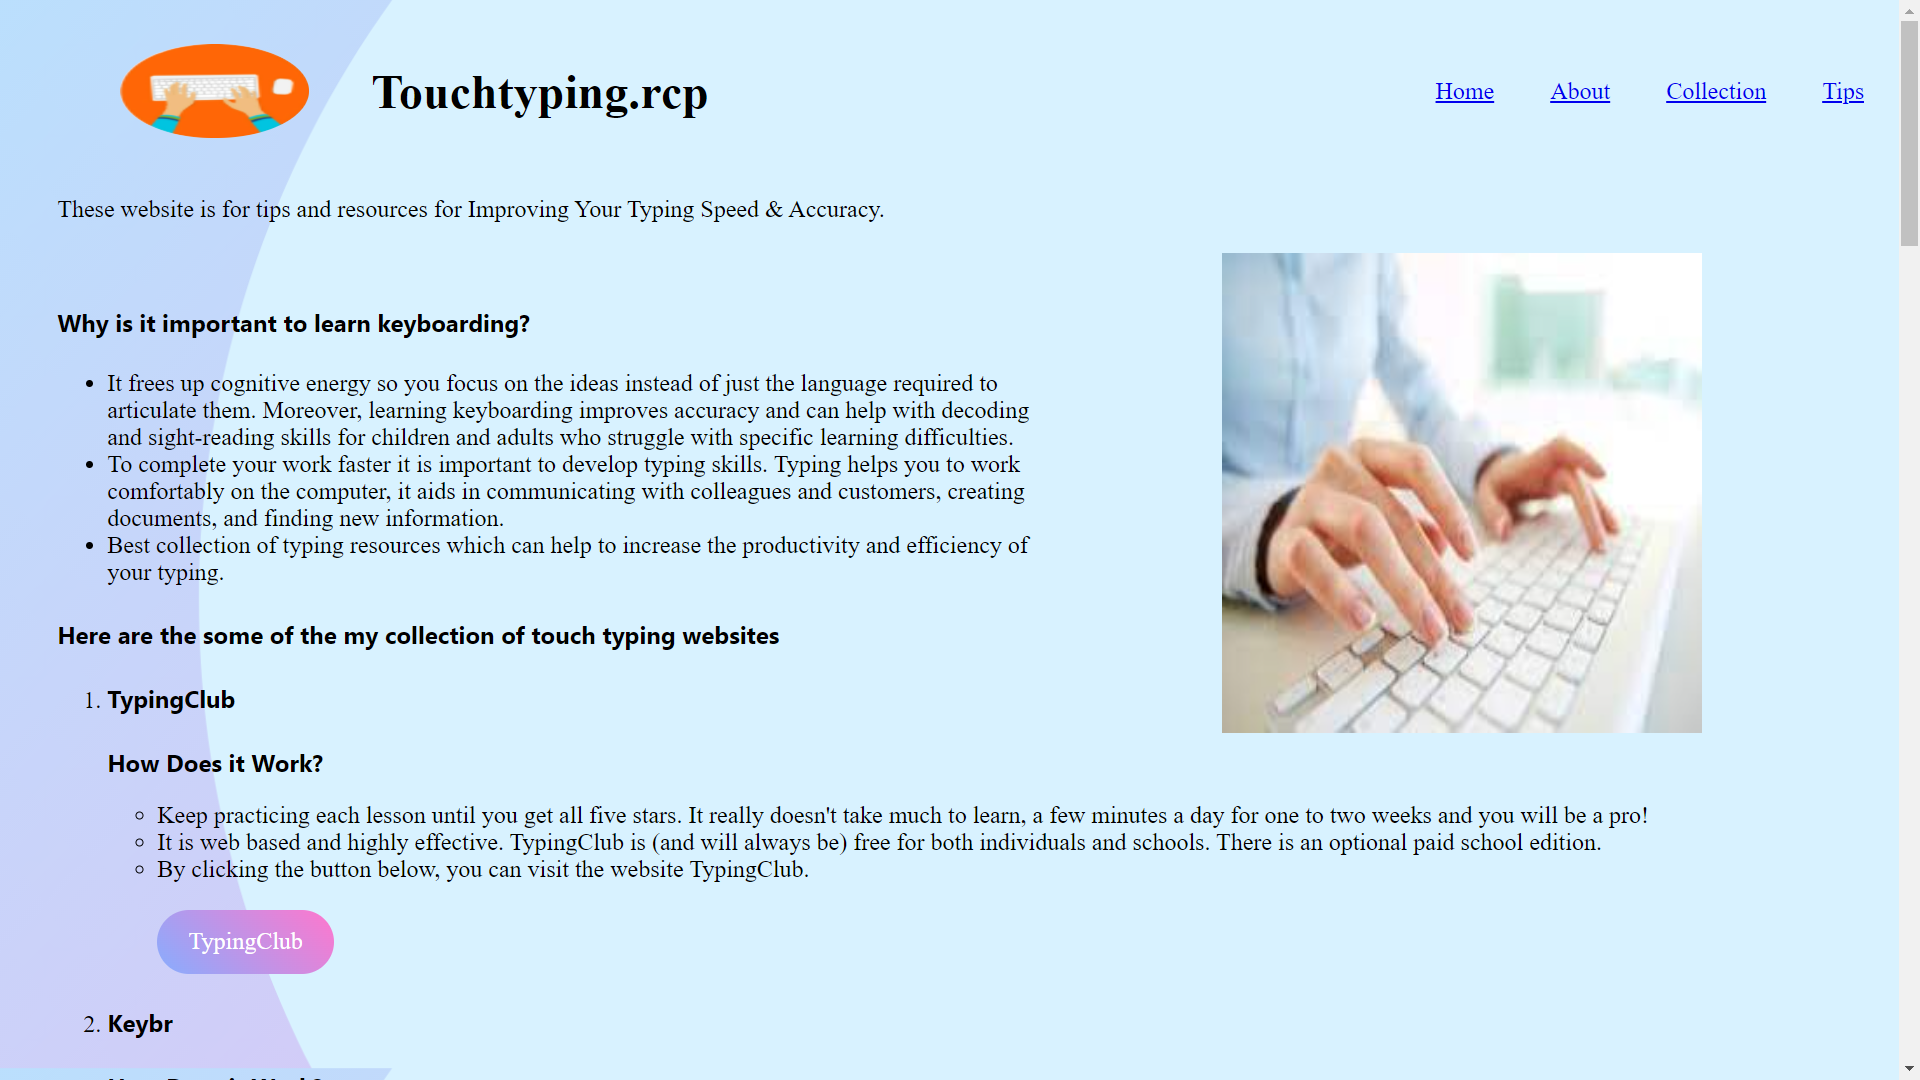 Touchtyping.rcp
Home
About
Collection
Tips
These website is for tips and resources for Improving Your Typing Speed & Accuracy.
Why is it important to learn keyboarding?
It frees up cognitive energy so you focus on the ideas instead of just the language required to
articulate them. Moreover, learning keyboarding improves accuracy and can help with decoding
and sight-reading skills for children and adults who struggle with specific learning difficulties.
To complete your work faster it is important to develop typing skills. Typing helps you to work
comfortably on the computer, it aids in communicating with colleagues and customers, creating
documents, and finding new information.
Best collection of typing resources which can help to increase the productivity and efficiency of
your typing.
Here are the some of the my collection of touch typing websites
1. TypingClub
How Does it Work?
Keep practicing each lesson until you get all five stars. It really doesn't take much to learn, a few minutes a day for one to two weeks and you will be a pro!
It is web based and highly effective. TypingClub is (and will always be) free for both individuals and schools. There is an optional paid school edition.
By clicking the button below, you can visit the website TypingClub.
TypingClub
2. Keybr